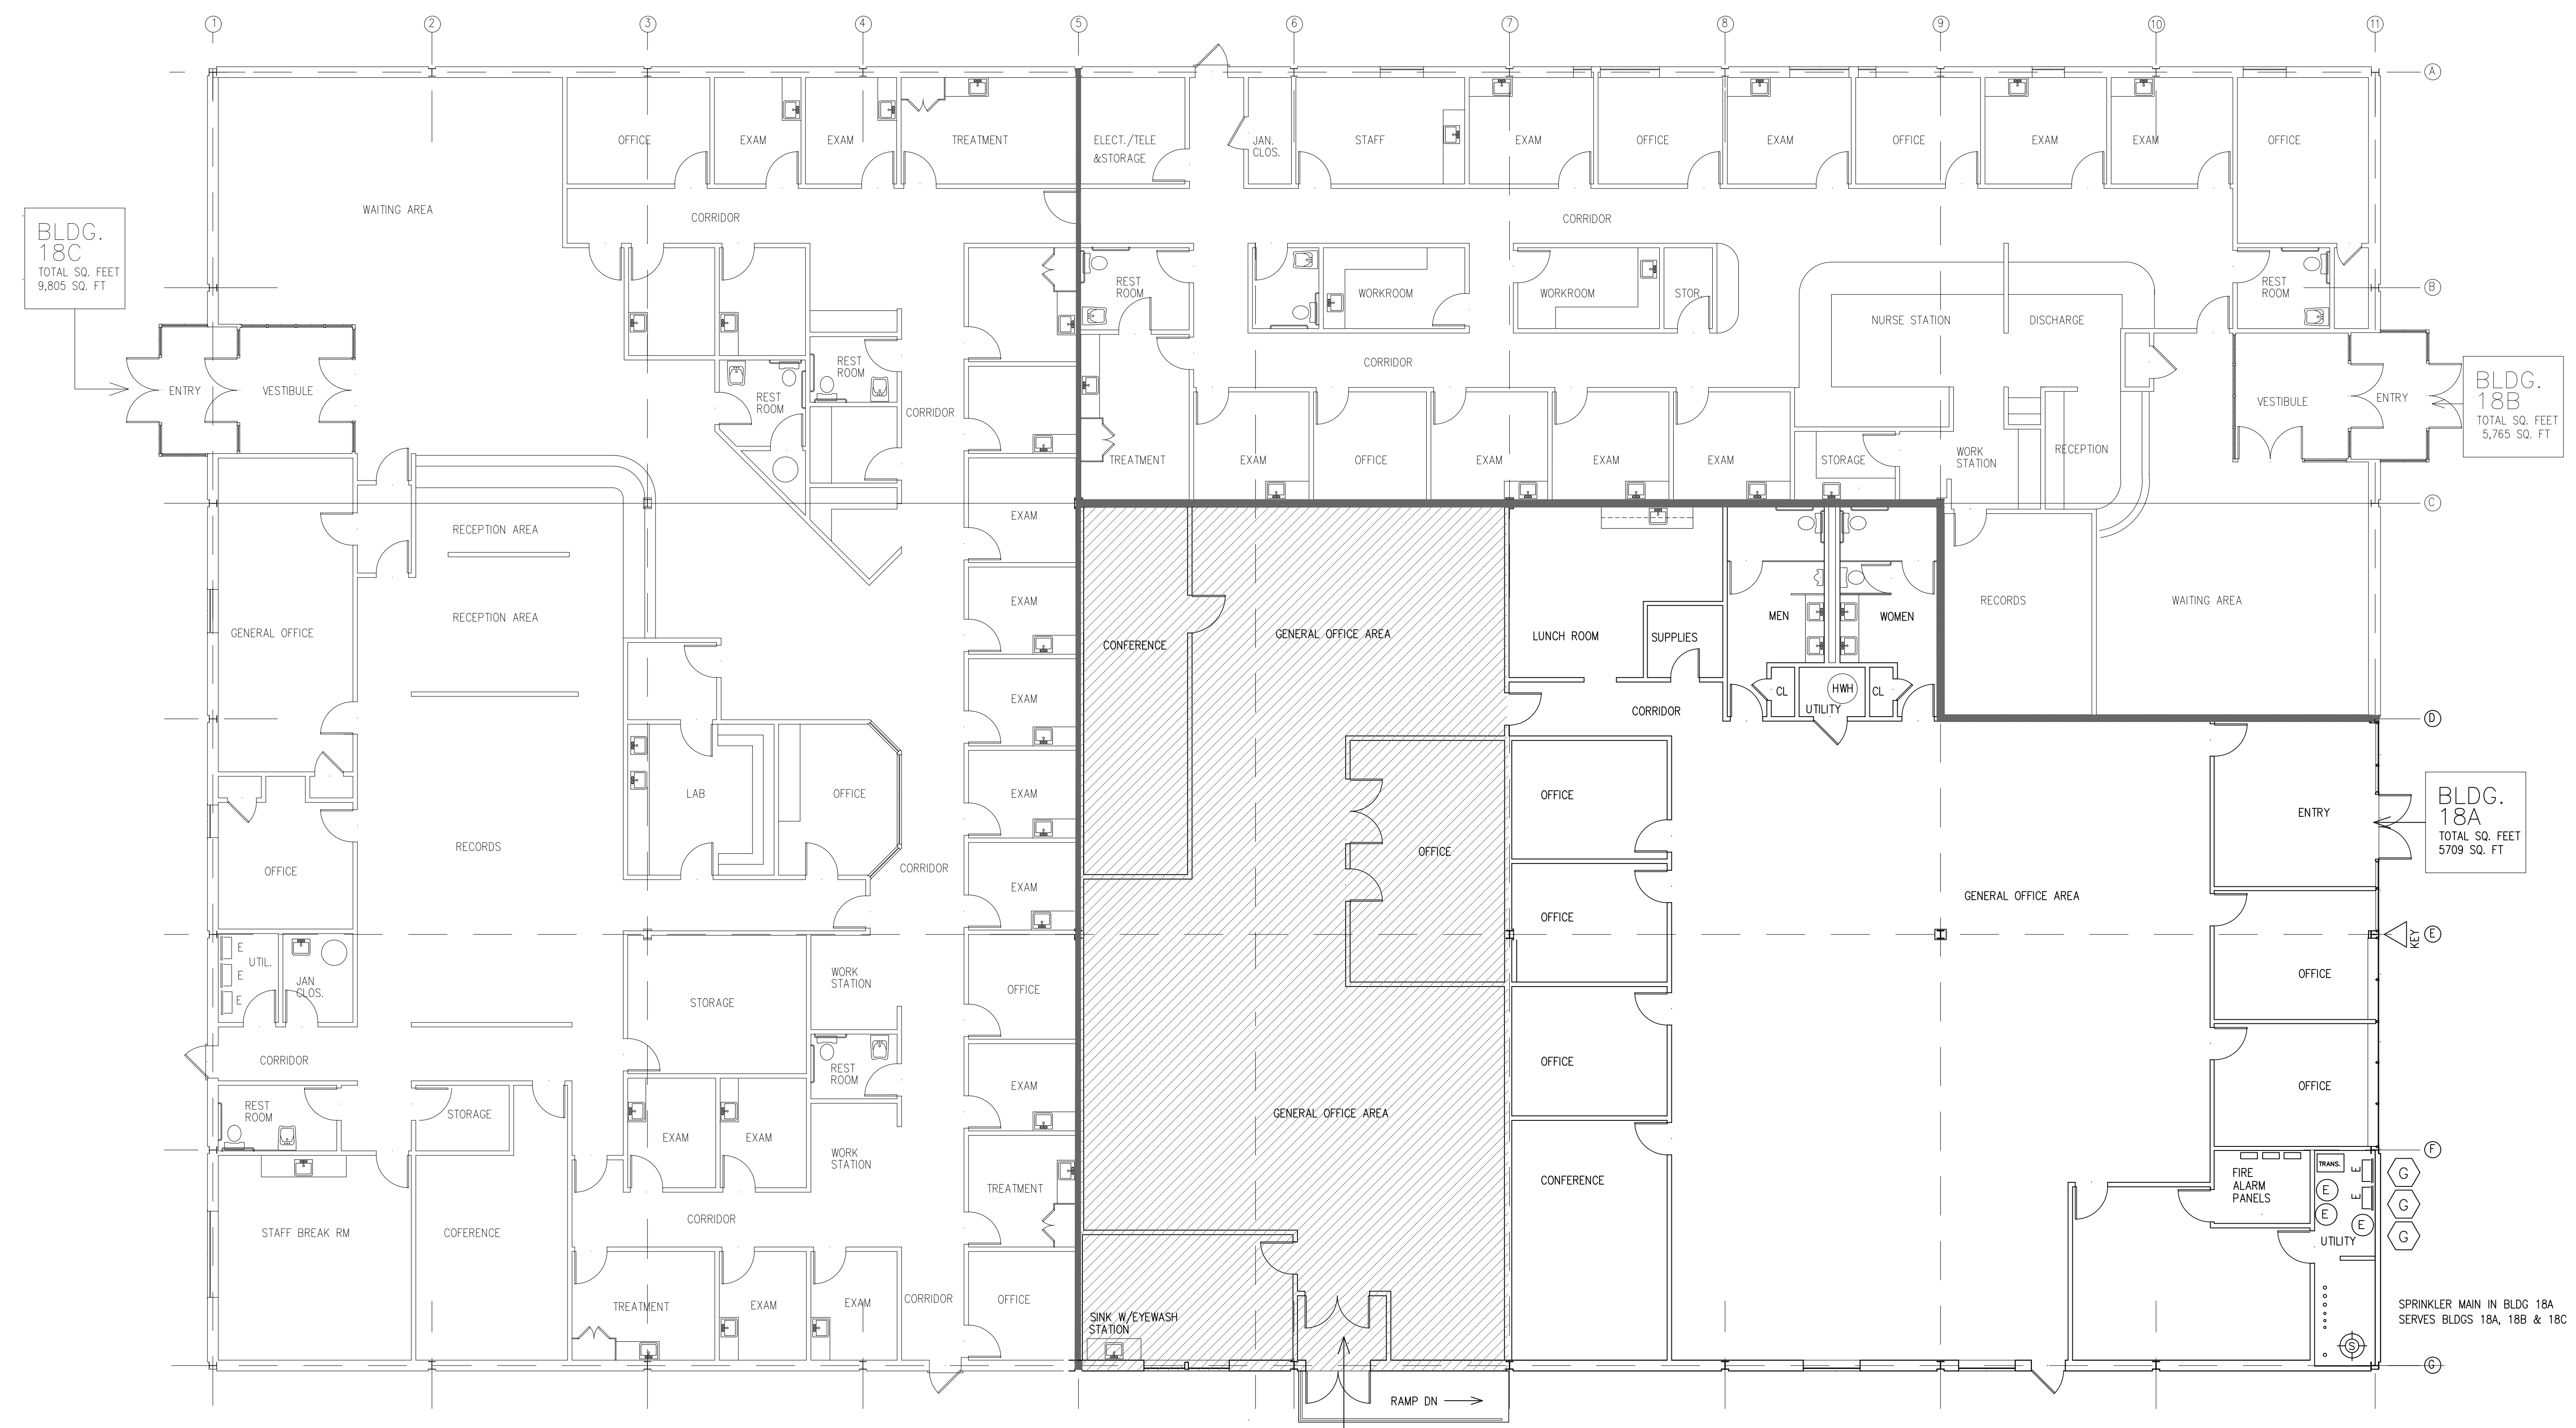 1
2
3
4
5
6
7
8
9
10
11
A
OFFICE
EXAM
EXAM
TREATMENT
ELECT./TELE
&STORAGE
JAN.
CLOS.
STAFF
EXAM
OFFICE
EXAM
OFFICE
EXAM
EXAM
OFFICE
WAITING AREA
CORRIDOR
CORRIDOR
BLDG.
18C
TOTAL SQ. FEET
9,805 SQ. FT
REST
ROOM
WORKROOM
WORKROOM
STOR.
REST
ROOM
B
NURSE STATION
DISCHARGE
ENTRY
VESTIBULE
REST
ROOM
REST
ROOM
CORRIDOR
CORRIDOR
VESTIBULE
ENTRY
BLDG.
18B
TOTAL SQ. FEET
5,765 SQ. FT
TREATMENT
EXAM
OFFICE
EXAM
EXAM
EXAM
STORAGE
WORK
STATION
RECEPTION
C
RECEPTION AREA
EXAM
RECEPTION AREA
EXAM
GENERAL OFFICE
CONFERENCE
GENERAL OFFICE AREA
LUNCH ROOM
SUPPLIES
MEN
WOMEN
RECORDS
WAITING AREA
EXAM
CL
HWH
CL
UTILITY
CORRIDOR
D
LAB
OFFICE
EXAM
OFFICE
OFFICE
ENTRY
BLDG.
18A
TOTAL SQ. FEET
5709 SQ. FT
RECORDS
OFFICE
CORRIDOR
EXAM
OFFICE
GENERAL OFFICE AREA
KEY
E
E
E
E
UTIL.
JAN
CLOS.
STORAGE
WORK
STATION
OFFICE
OFFICE
CORRIDOR
REST
ROOM
EXAM
OFFICE
OFFICE
REST
ROOM
STORAGE
EXAM
EXAM
WORK
STATION
GENERAL OFFICE AREA
F
TREATMENT
CONFERENCE
FIRE
ALARM
PANELS
TRANS.
E
E
E
E
E
UTILITY
G
G
G
STAFF BREAK RM
COFERENCE
CORRIDOR
TREATMENT
EXAM
EXAM
CORRIDOR
OFFICE
SINK W/EYEWASH
STATION
S
SPRINKLER MAIN IN BLDG 18A
SERVES BLDGS 18A, 18B & 18C
G
RAMP DN